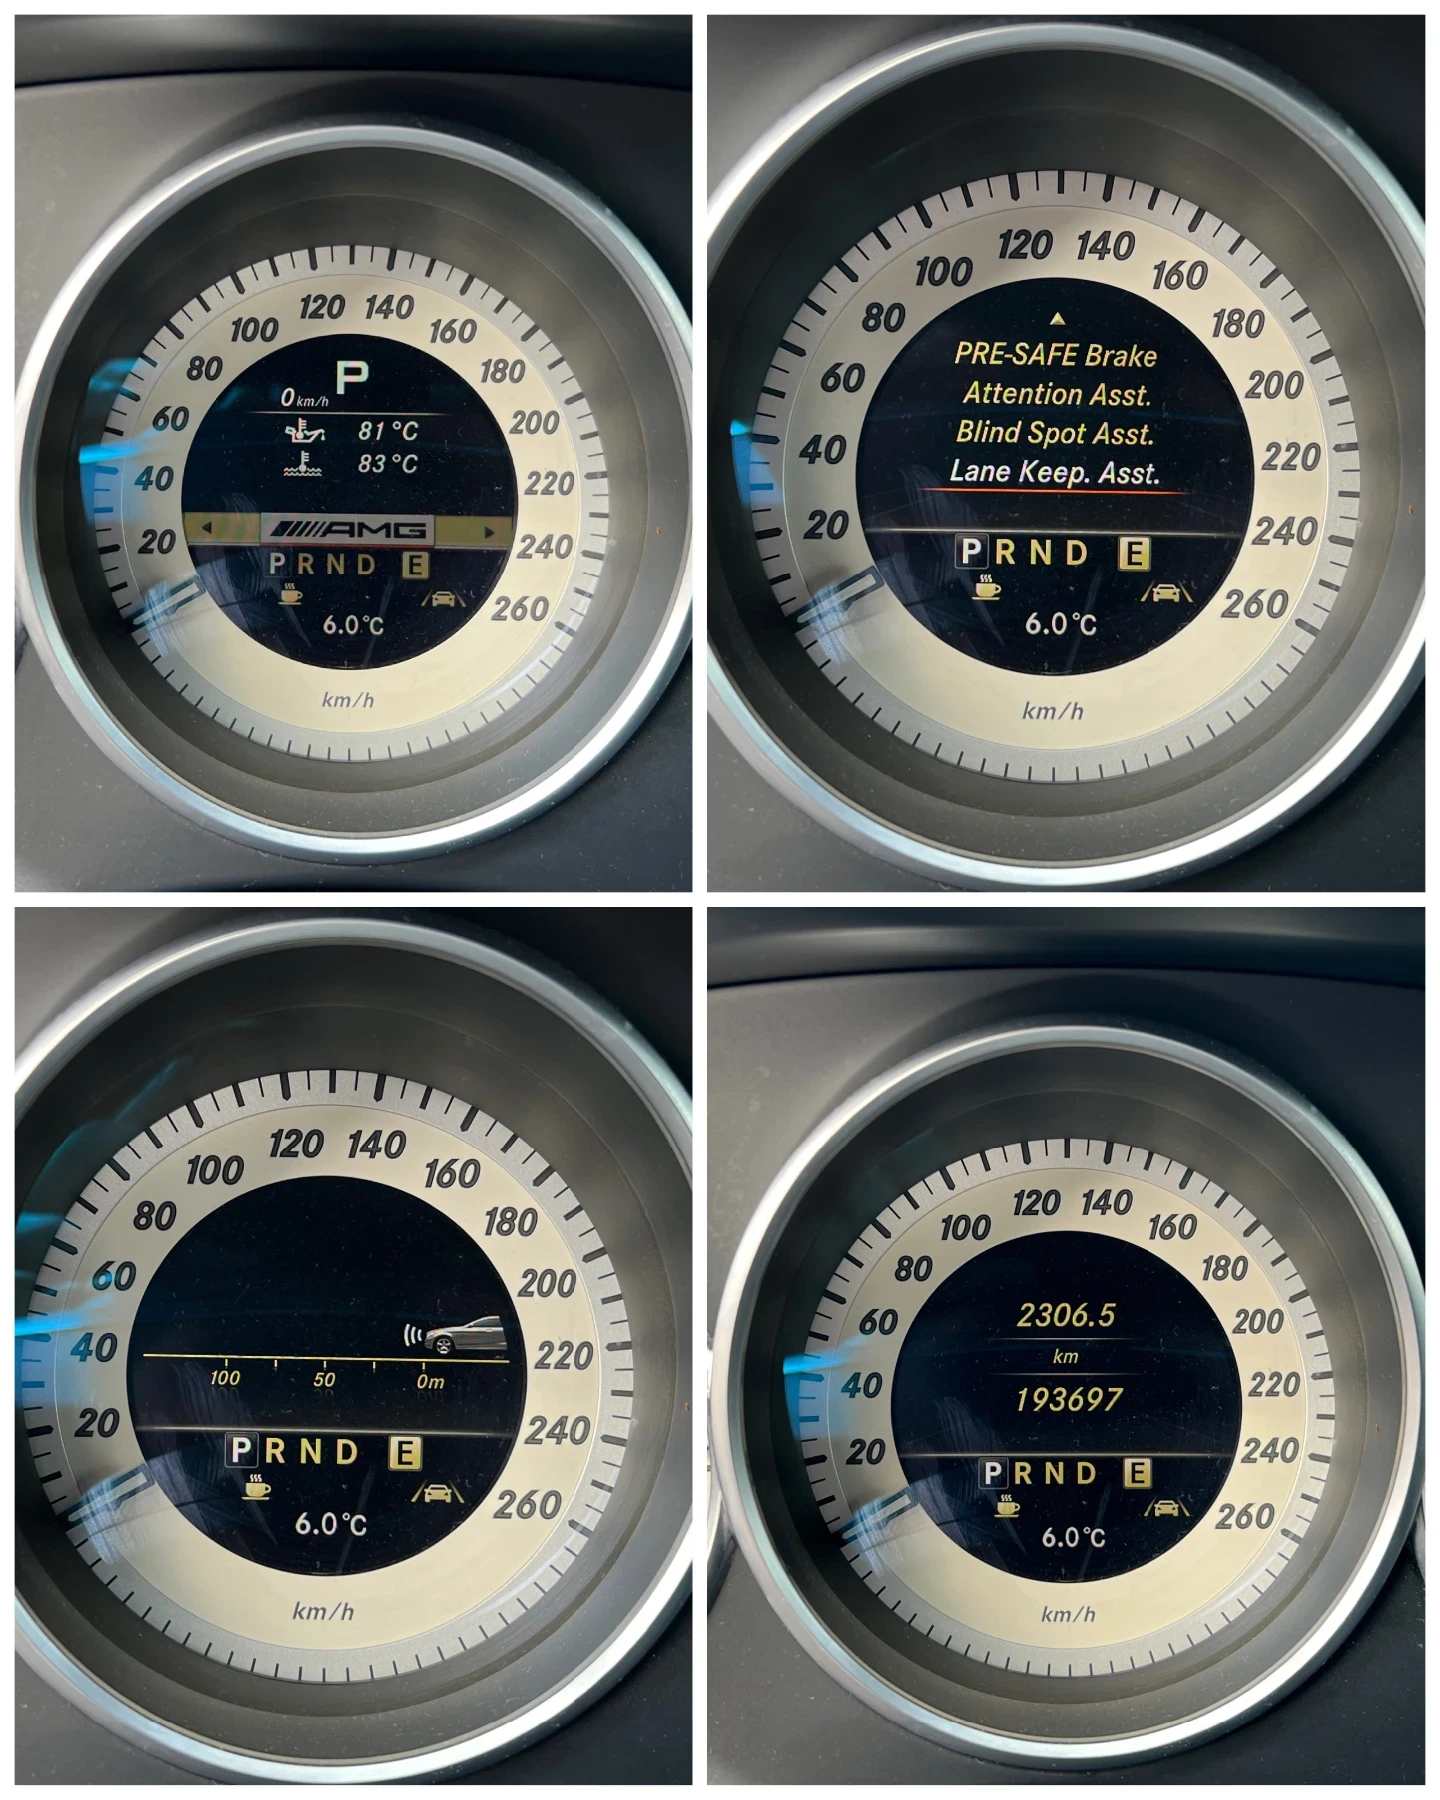 120 140
100 160
80 180
60 200
40 220
20 240
260
P
0 km/h
81 °C
83 °C
AMG
P R N D E
6.0 °C
km/h
120 140
100 160
80 180
60 200
40 220
20 240
260
PRE-SAFE Brake
Attention Asst.
Blind Spot Asst.
Lane Keep. Asst.
P R N D E
6.0 °C
km/h
120 140
100 160
80 180
60 200
40 220
20 240
260
100 50 0m
P R N D E
6.0 °C
km/h
120 140
100 160
80 180
60 200
40 220
20 240
260
2306.5
km
193697
P R N D E
6.0 °C
km/h